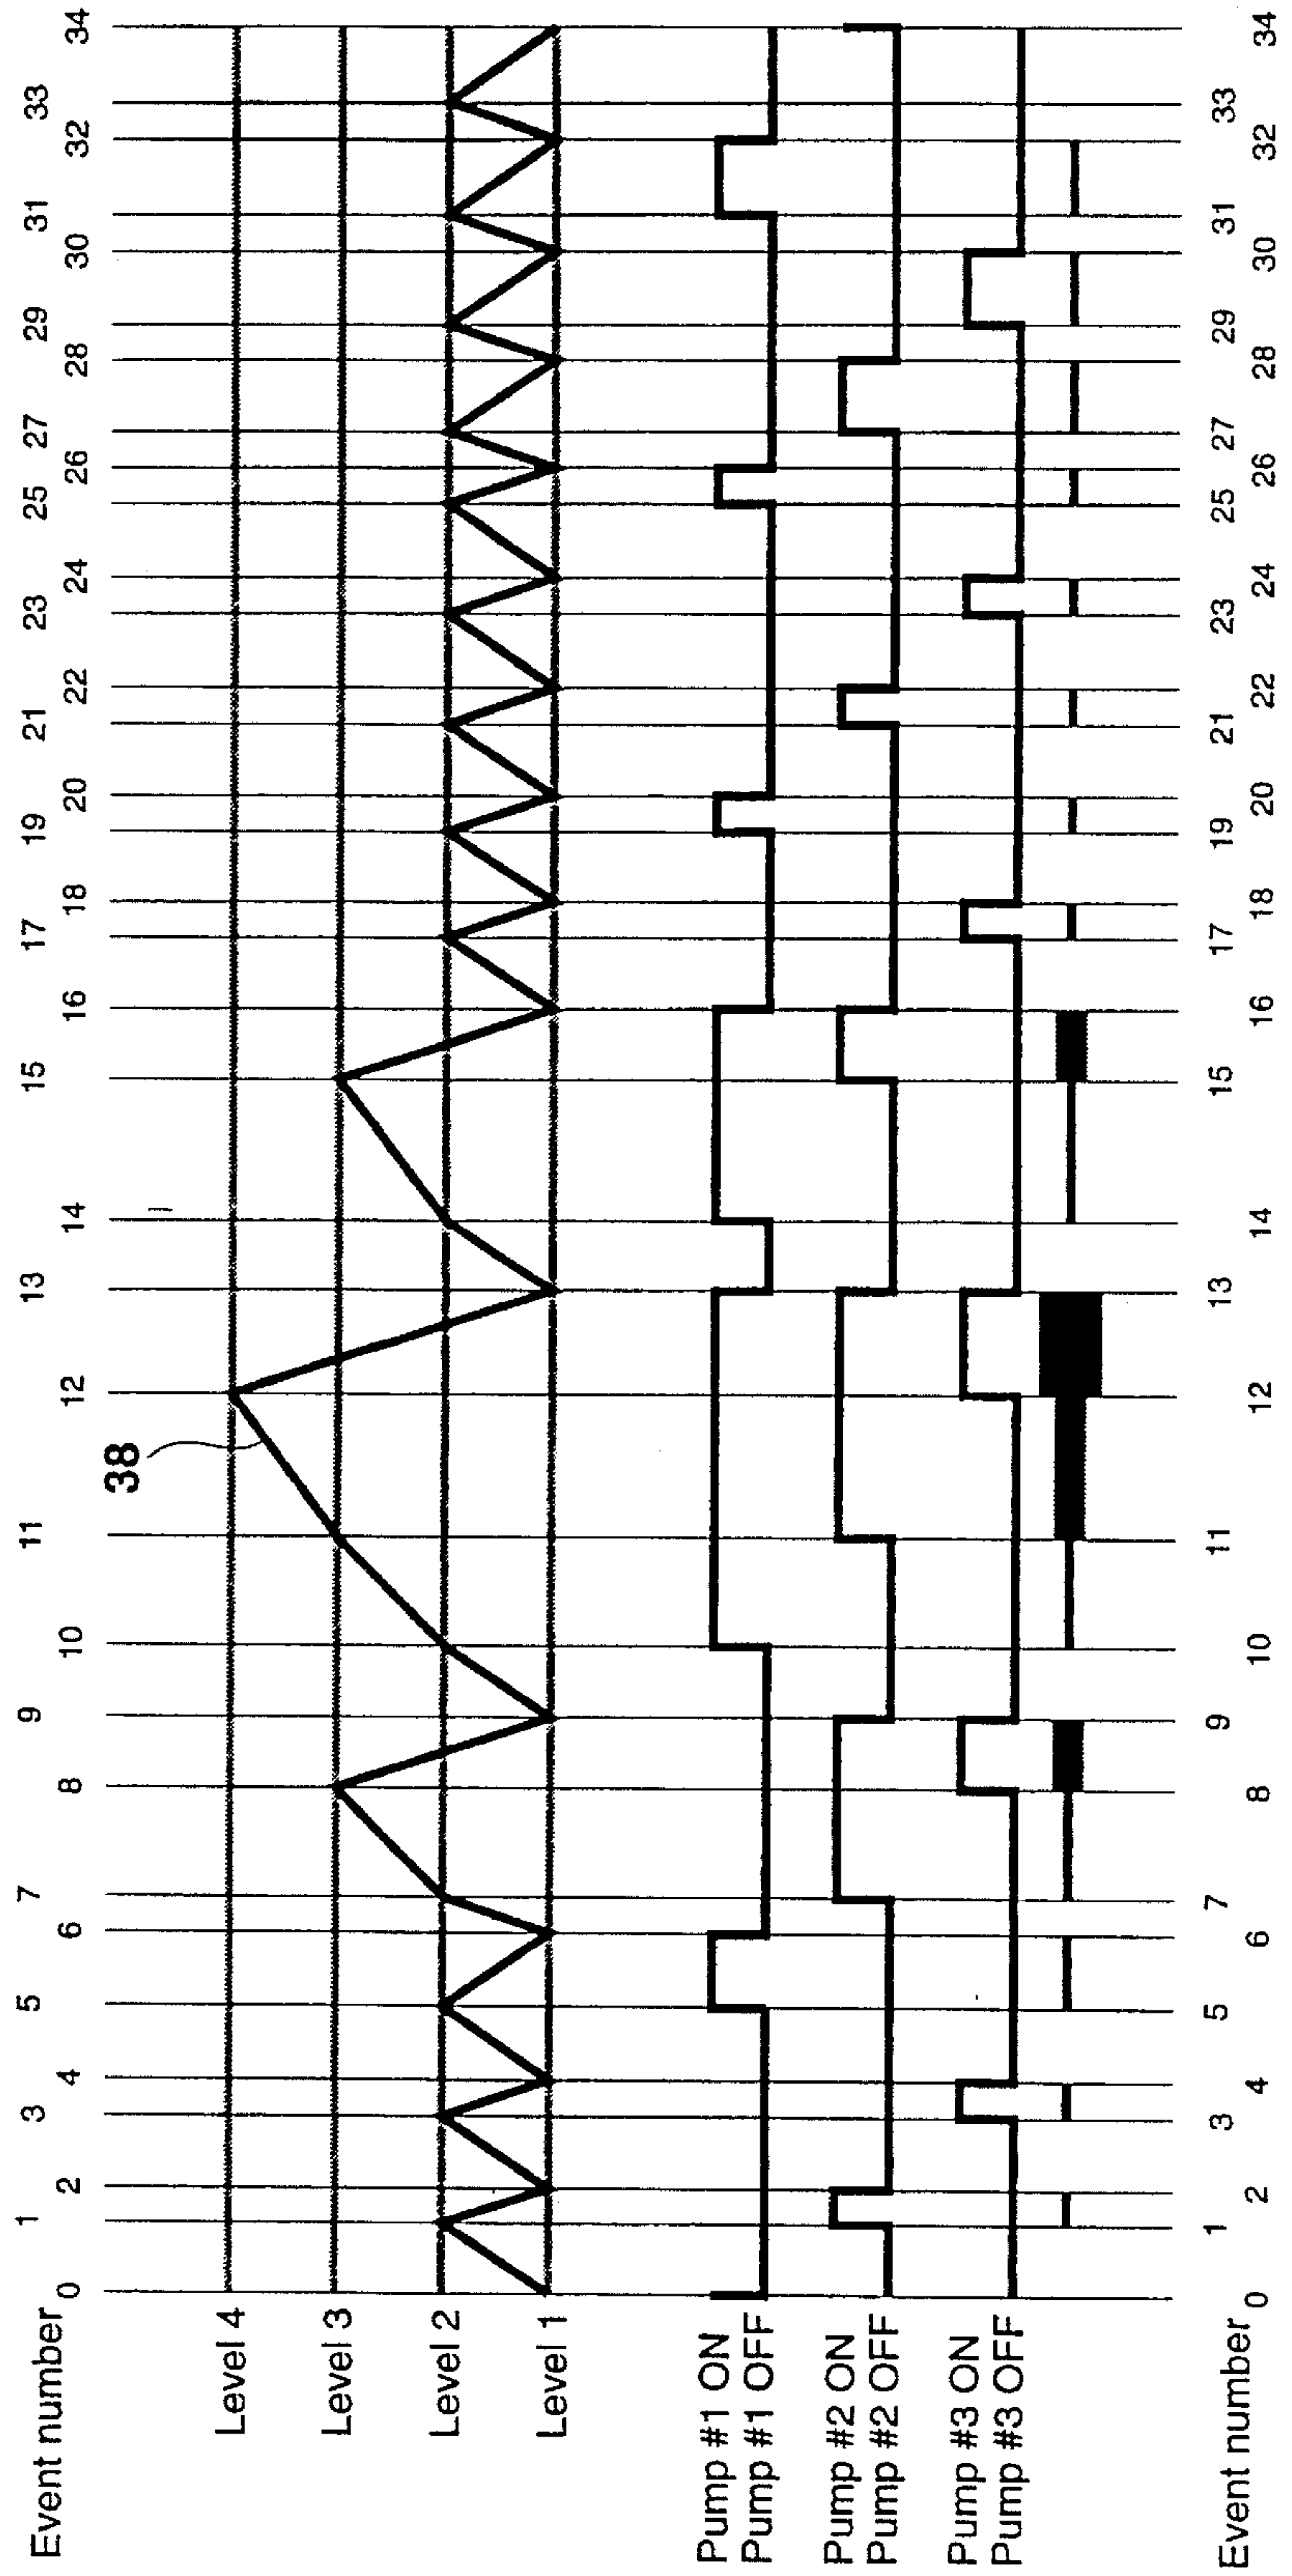 Event number 0 1 2 3 4 5 6 7 8 9 10 11 12 13 14 15 16 17 18 19 20 21 22 23 24 25 26 27 28 29 30 31 32 33 34
38
Level 4
Level 3
Level 2
Level 1
Pump #1 ON
Pump #1 OFF
Pump #2 ON
Pump #2 OFF
Pump #3 ON
Pump #3 OFF
Event number 0 1 2 3 4 5 6 7 8 9 10 11 12 13 14 15 16 17 18 19 20 21 22 23 24 25 26 27 28 29 30 31 32 33 34